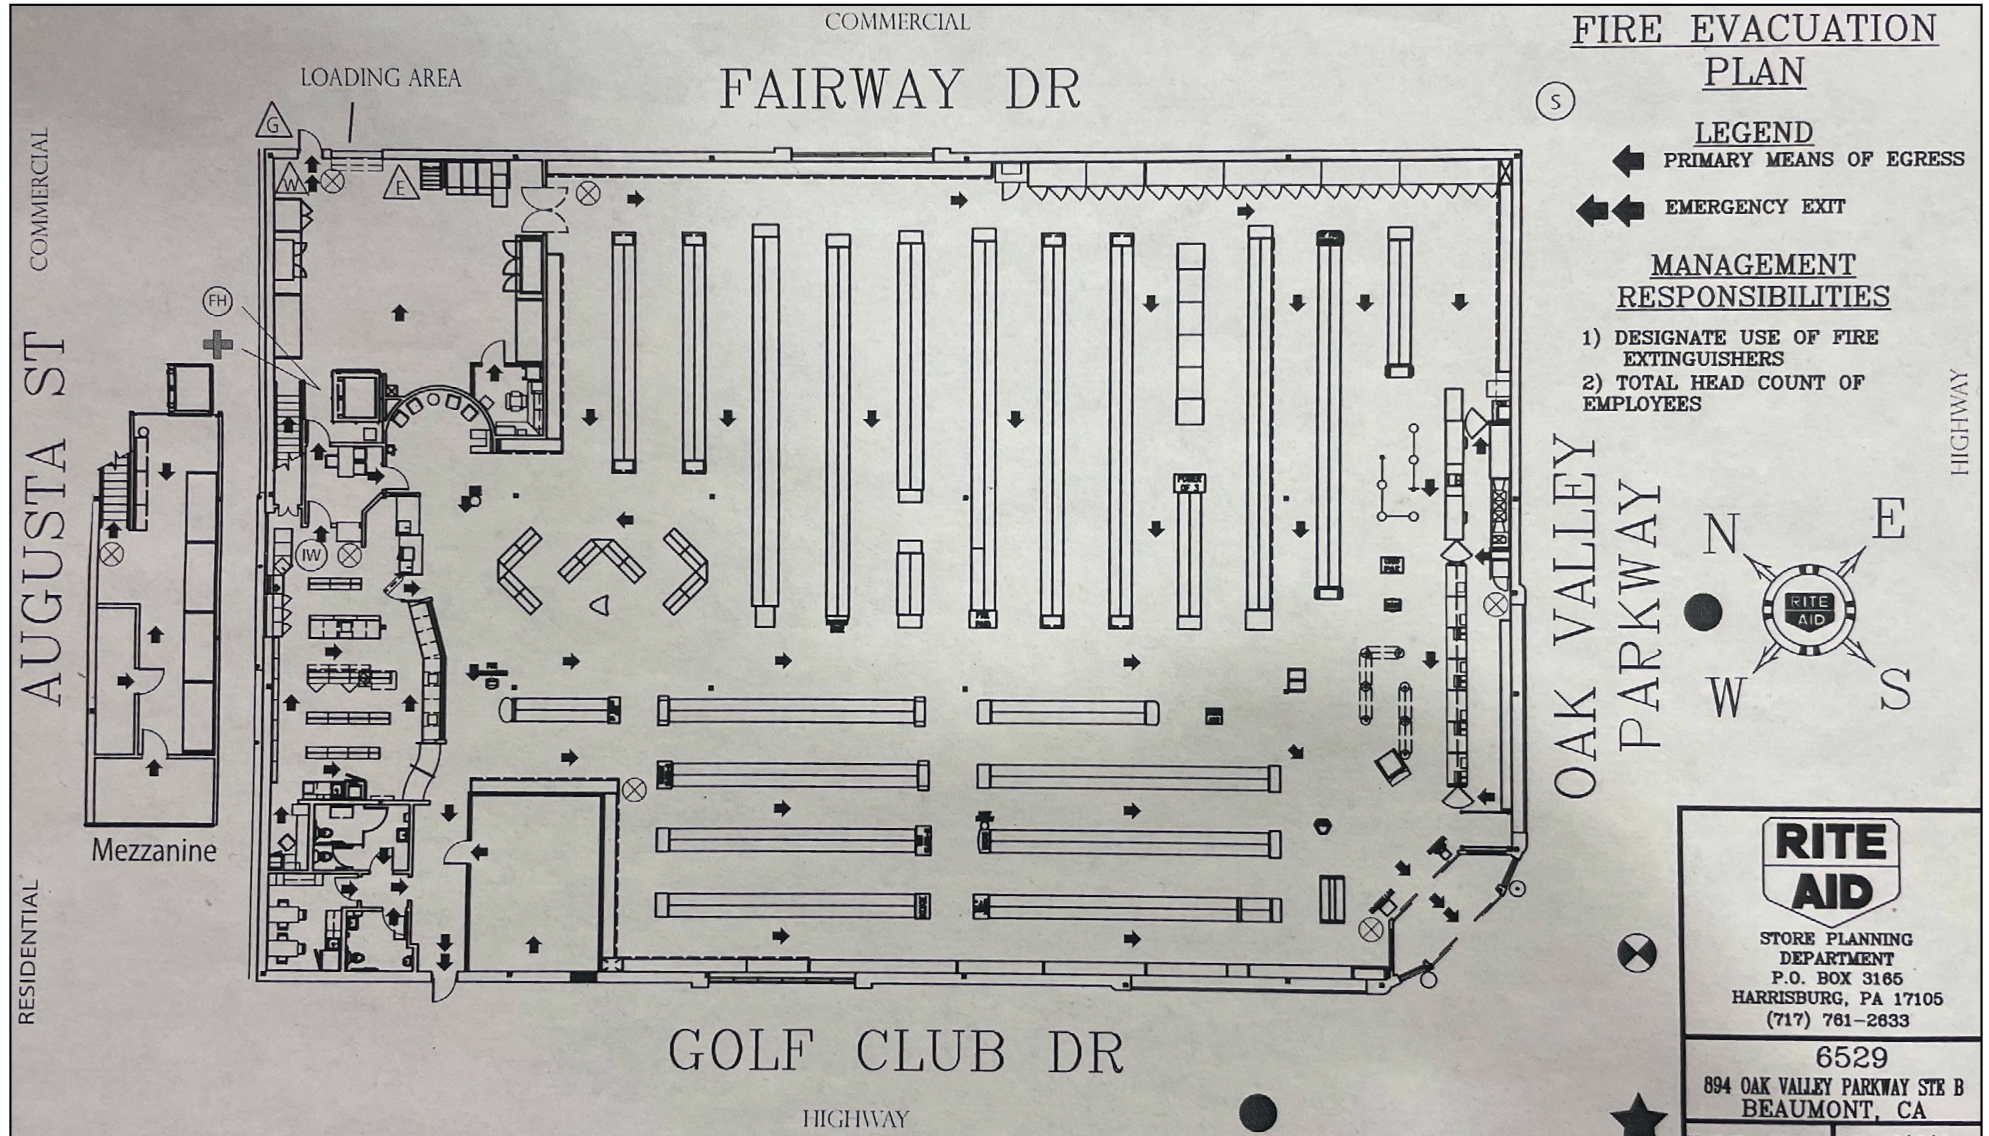 COMMERCIAL
FIRE EVACUATION
PLAN
LOADING AREA
FAIRWAY DR
S
G
LEGEND
PRIMARY MEANS OF EGRESS
COMMERCIAL
W
E
EMERGENCY EXIT
MANAGEMENT
RESPONSIBILITIES
FH
1) DESIGNATE USE OF FIRE
EXTINGUISHERS
2) TOTAL HEAD COUNT OF
EMPLOYEES
AUGUSTA ST
HIGHWAY
OAK VALLEY
PARKWAY
POWER
OF 3
N
E
IW
RITE
AID
W
S
Mezzanine
RESIDENTIAL
RITE
AID
STORE PLANNING
DEPARTMENT
P.O. BOX 3165
HARRISBURG, PA 17105
(717) 761-2633
GOLF CLUB DR
6529
894 OAK VALLEY PARKWAY STE B
BEAUMONT, CA
HIGHWAY